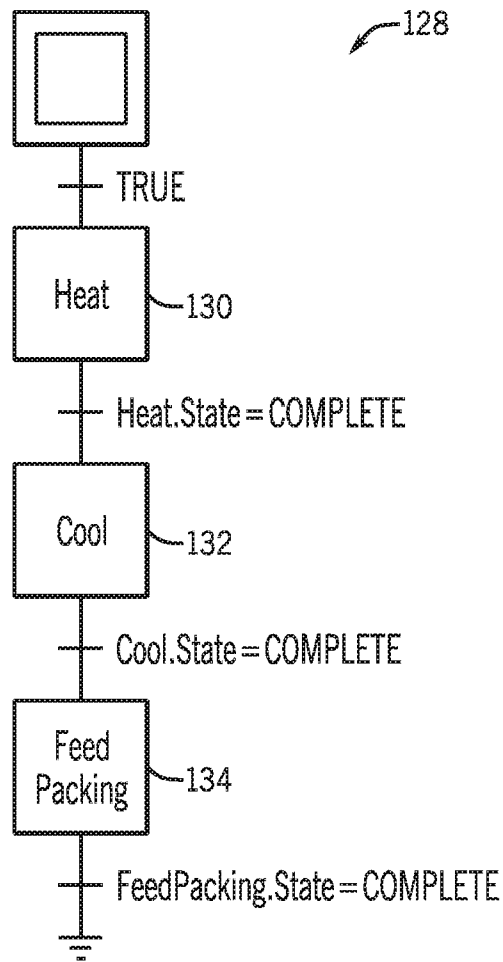 128
TRUE
Heat
130
Heat.State=COMPLETE
Cool
132
Cool.State=COMPLETE
Feed
Packing
134
FeedPacking.State=COMPLETE